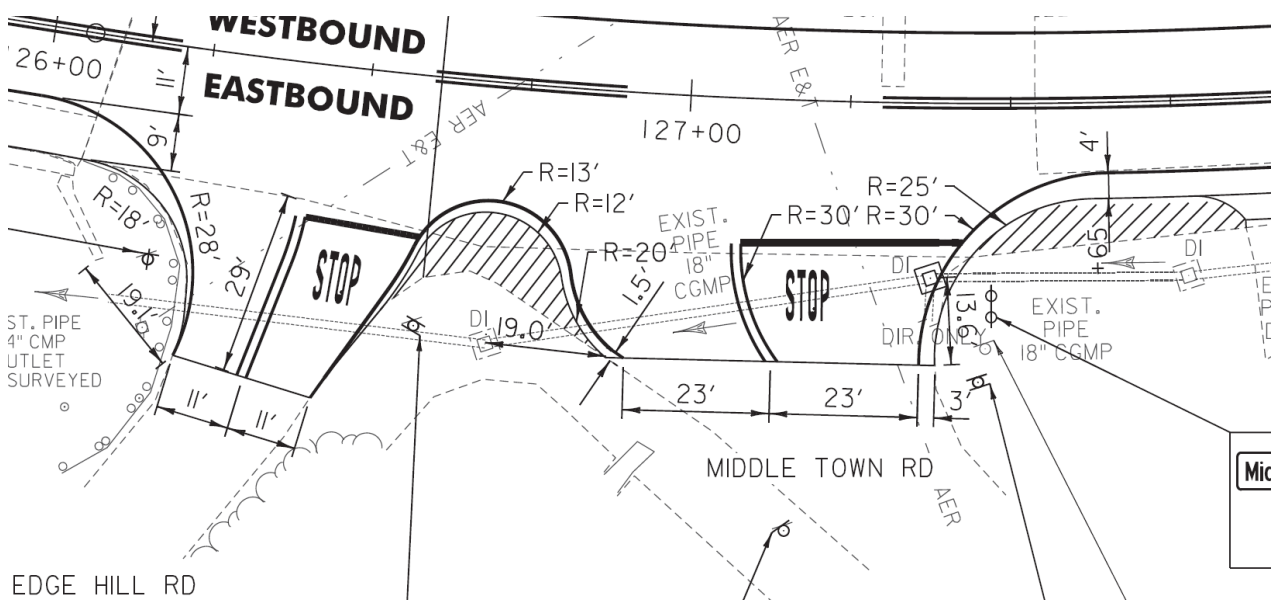 WESTBOUND
26+00
11'
EASTBOUND
AER E&T
AER E&T
127+00
9'
4'
R=13'
R=12'
R=25'
R=18'
R=28'
29'
STOP
R=20'
EXIST.
PIPE
18"
CGMP
R=30'
R=30'
STOP
DI
DI
+65
1.5'
19.1'
DI
19.0'
13.6'
EXIST.
PIPE
18" CGMP
DIR. ONLY
ST. PIPE
4" CMP
UTLET
SURVEYED
11'
11'
23'
23'
3'
MIDDLE TOWN RD
AER
Mid
EDGE HILL RD